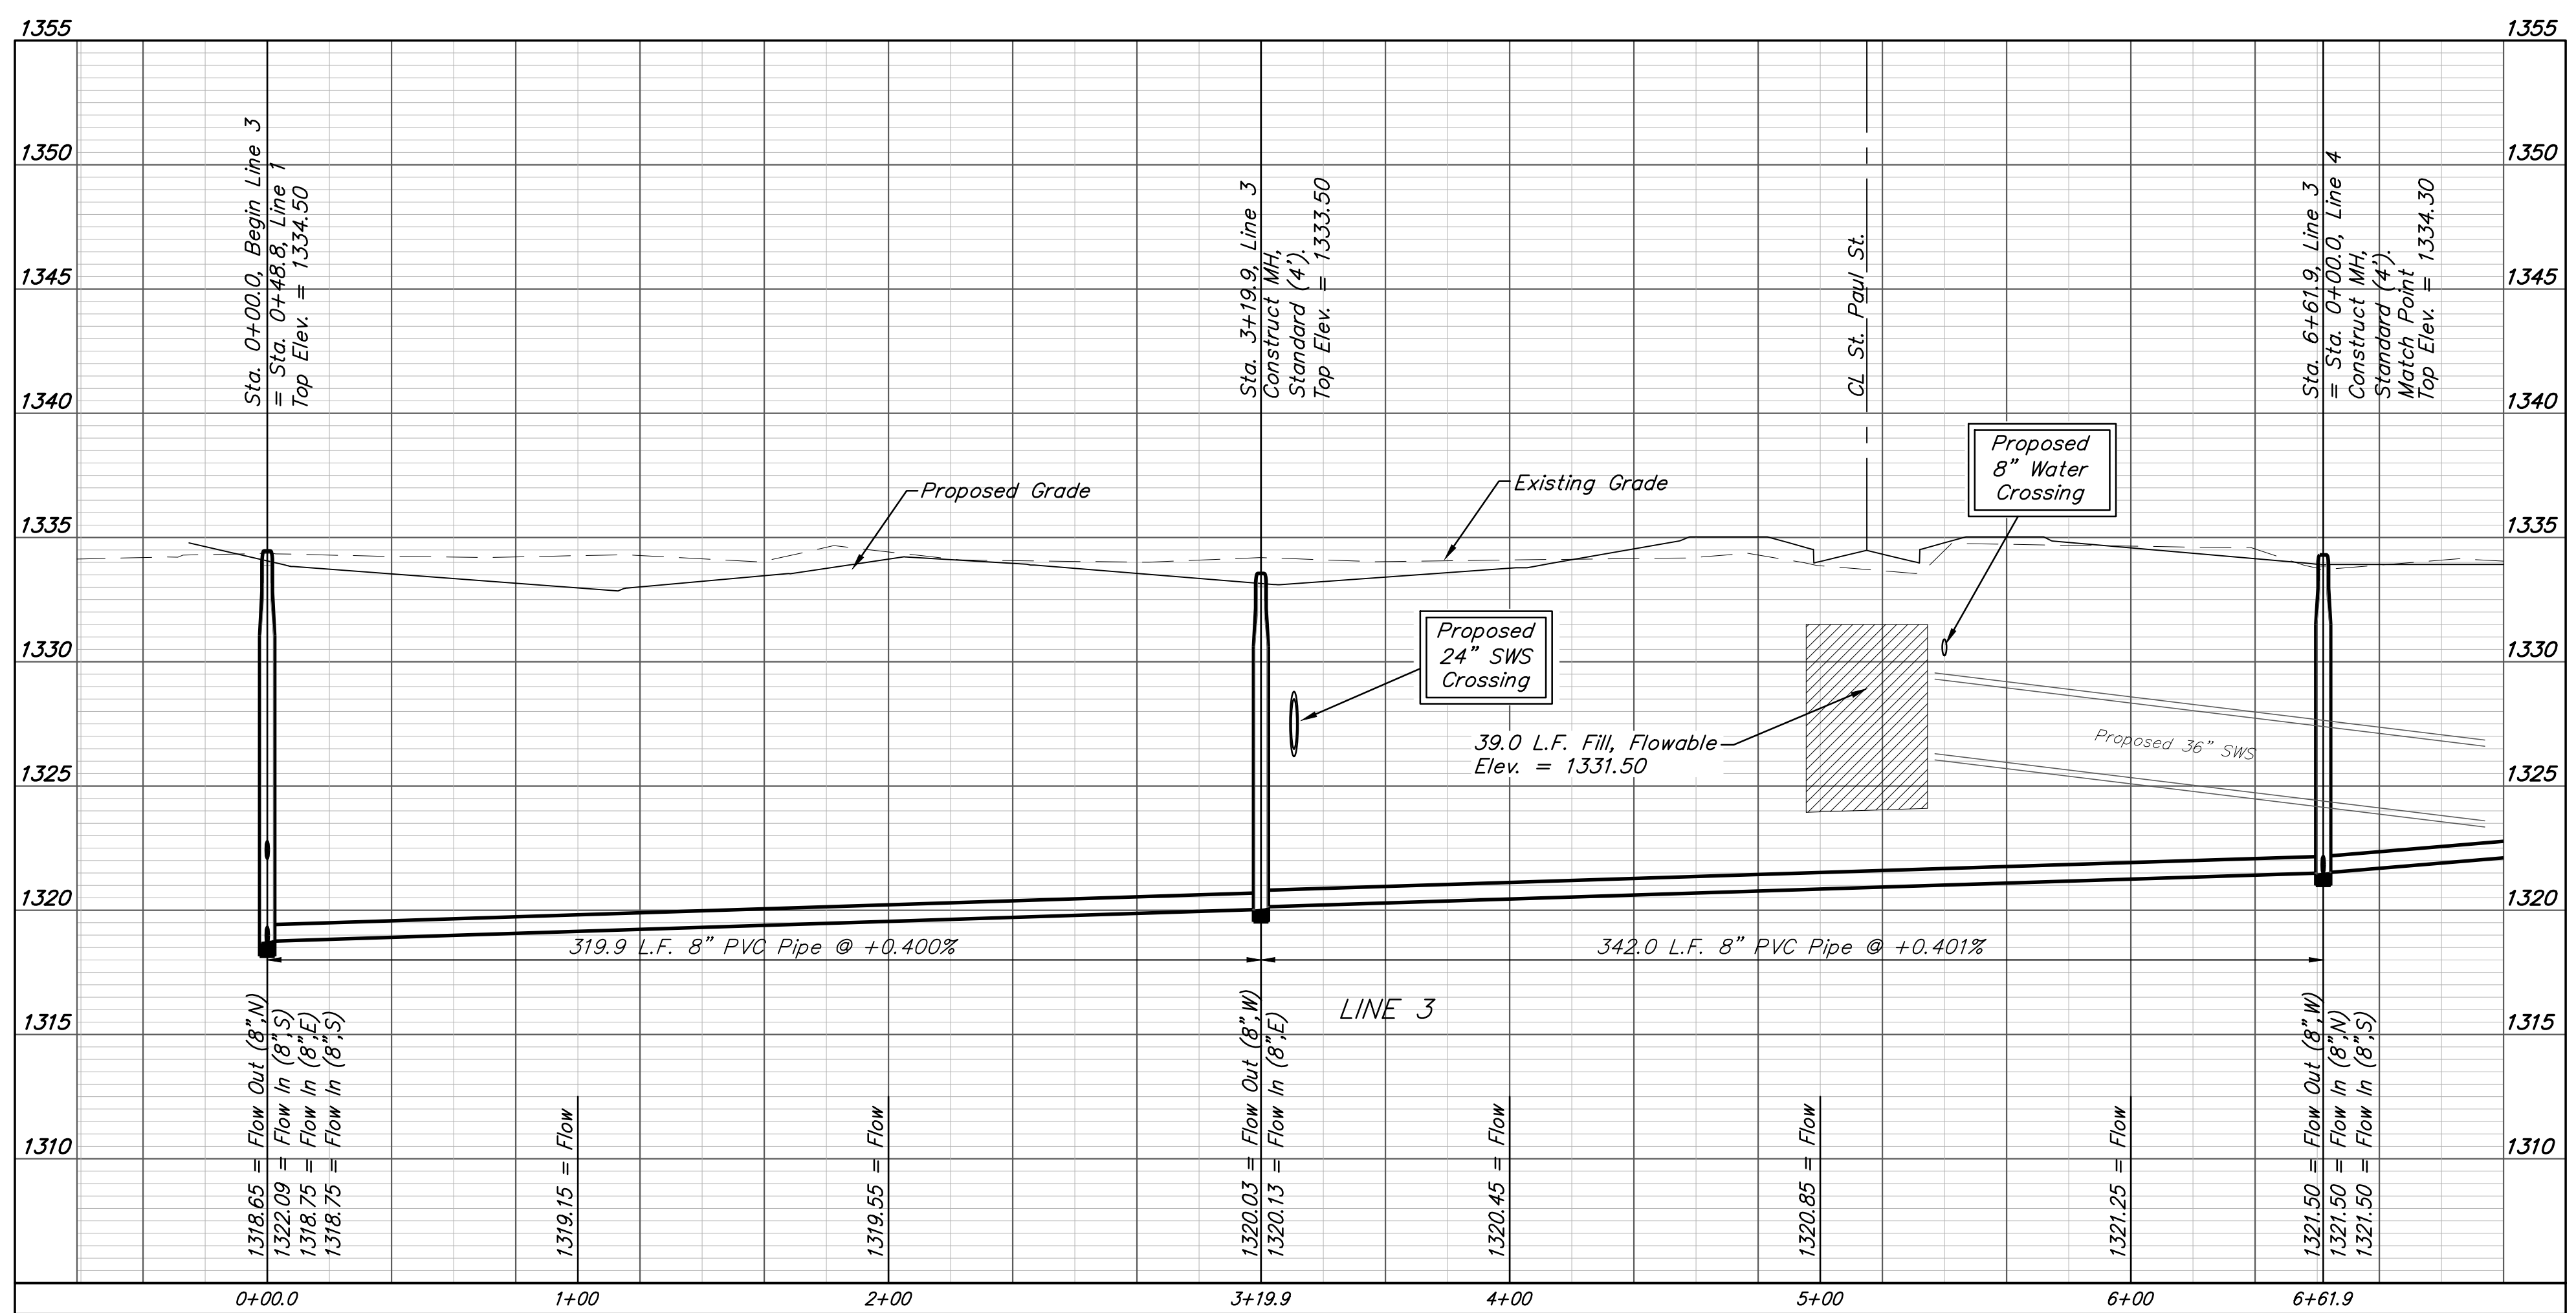 1355
1355
1350
1350
1345
1345
1340
1340
1335
1335
1330
1330
1325
1325
1320
1320
1315
1315
1310
1310
Sta. 0+00.0, Begin Line 3
= Sta. 0+48.8, Line 1
Top Elev. = 1334.50
Sta. 3+19.9, Line 3
Construct MH,
Standard (4').
Top Elev. = 1333.50
CL St. Paul St.
Sta. 6+61.9, Line 3
= Sta. 0+00.0, Line 4
Construct MH,
Standard (4').
Match Point
Top Elev. = 1334.30
Proposed
8" Water
Crossing
Proposed Grade
Existing Grade
Proposed
24" SWS
Crossing
39.0 L.F. Fill, Flowable
Elev. = 1331.50
Proposed 36" SWS
319.9 L.F. 8" PVC Pipe @ +0.400%
342.0 L.F. 8" PVC Pipe @ +0.401%
LINE 3
1318.65 = Flow Out (8",N)
1322.09 = Flow In (8",S)
1318.75 = Flow In (8",E)
1318.75 = Flow In (8",S)
1319.15 = Flow
1319.55 = Flow
1320.03 = Flow Out (8",W)
1320.13 = Flow In (8",E)
1320.45 = Flow
1320.85 = Flow
1321.25 = Flow
1321.50 = Flow Out (8",W)
1321.50 = Flow In (8",N)
1321.50 = Flow In (8",S)
0+00.0
1+00
2+00
3+19.9
4+00
5+00
6+00
6+61.9